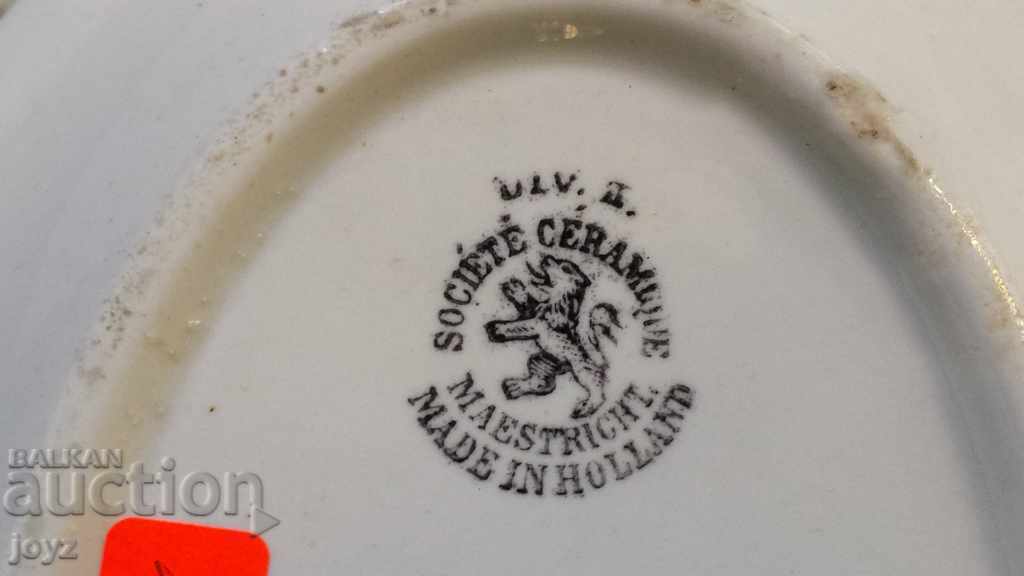 DIV. I.
SOCIÉTÉ CÉRAMIQUE
MAESTRICHT.
MADE IN HOLLAND
BALKAN
auction
joyz